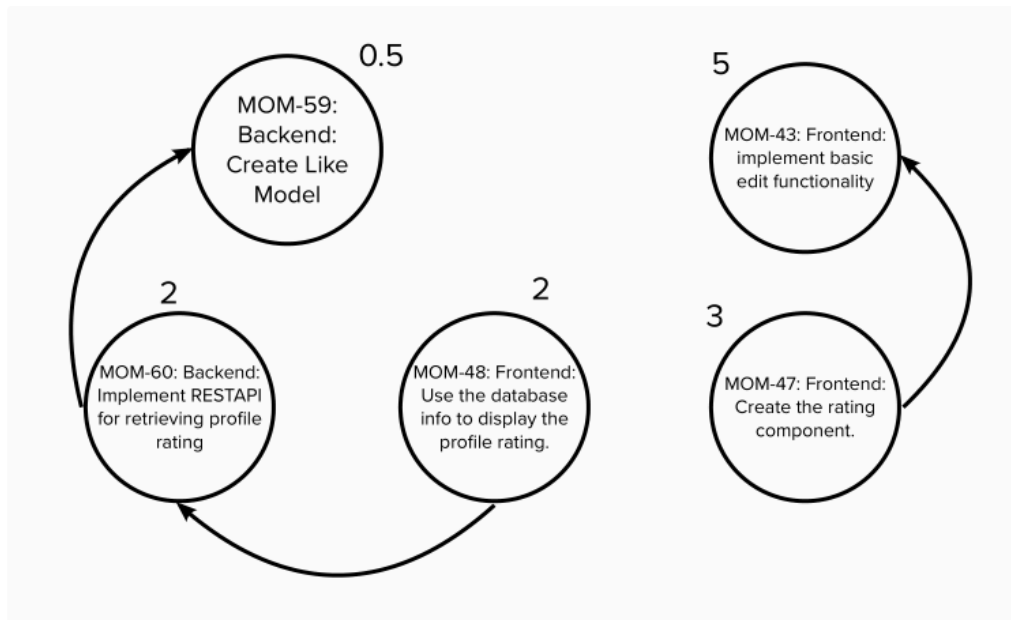 0.5
MOM-59:
Backend:
Create Like
Model
5
MOM-43: Frontend:
implement basic
edit functionality
2
MOM-60: Backend:
Implement RESTAPI
for retrieving profile
rating
2
MOM-48: Frontend:
Use the database
info to display the
profile rating.
3
MOM-47: Frontend:
Create the rating
component.